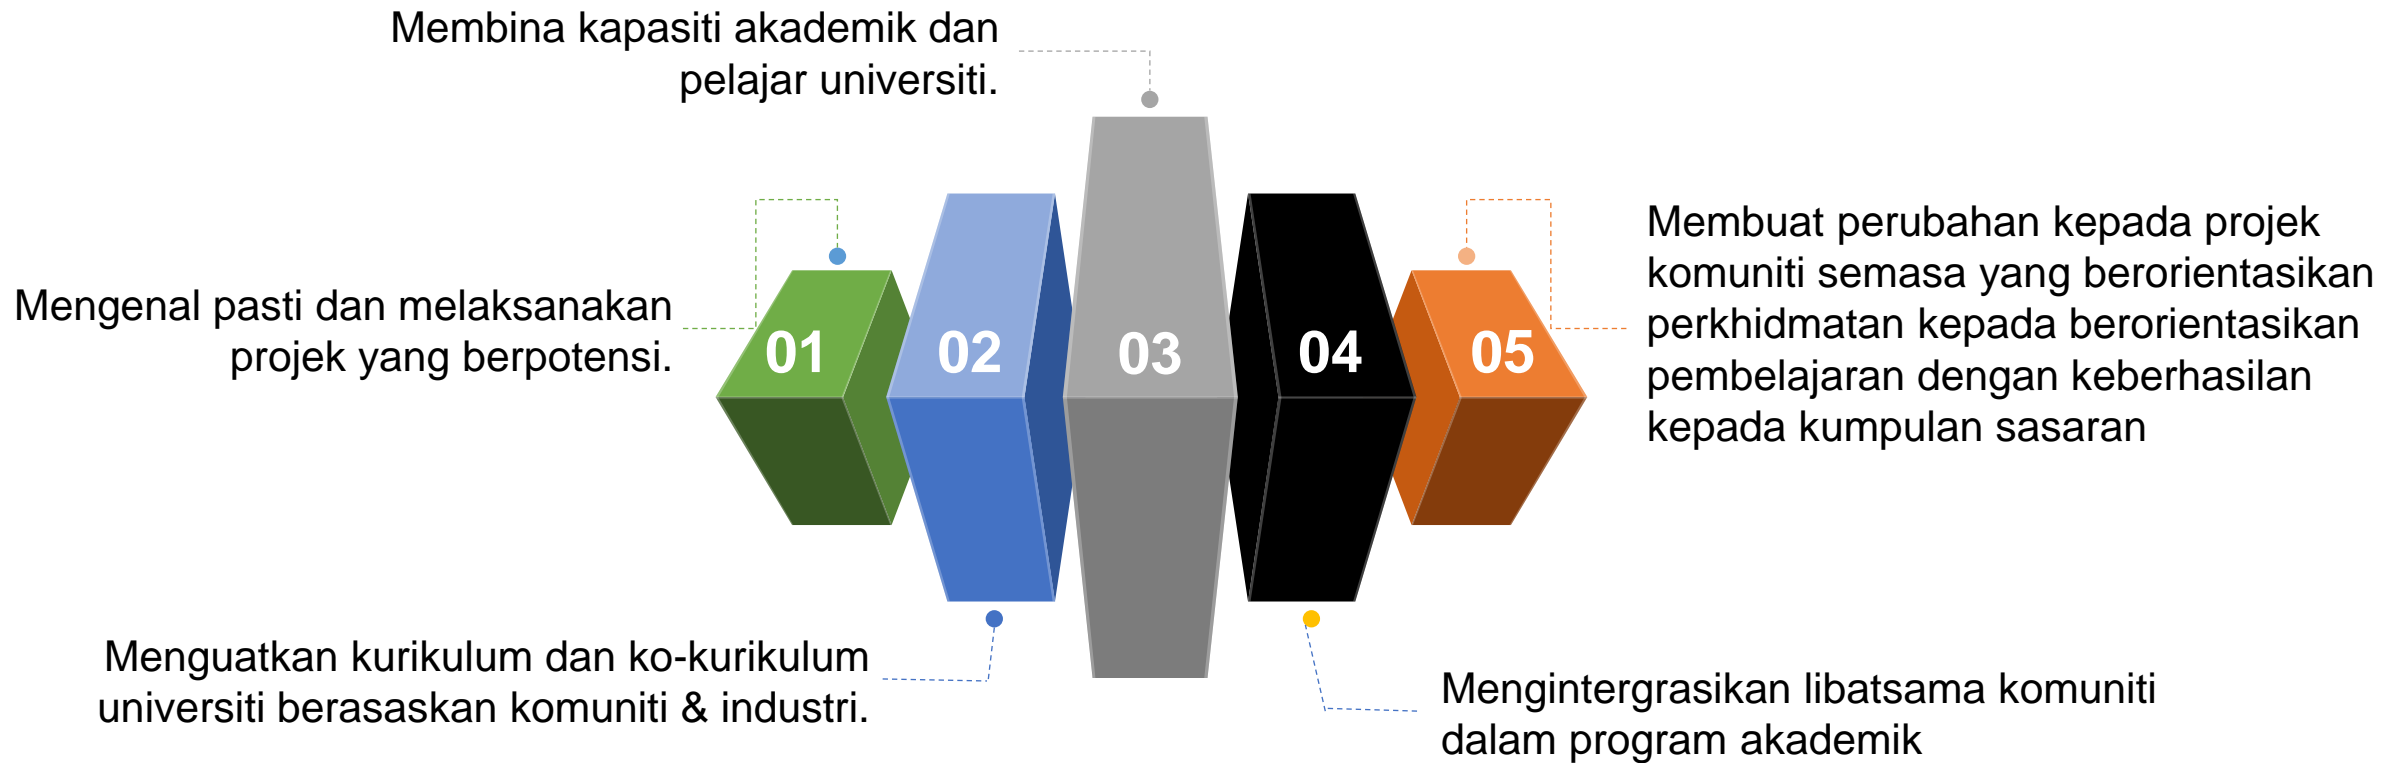 Membina kapasiti akademik dan
pelajar universiti.
Mengenal pasti dan melaksanakan
projek yang berpotensi.
01
02
03
04
05
Membuat perubahan kepada projek
komuniti semasa yang berorientasikan
perkhidmatan kepada berorientasikan
pembelajaran dengan keberhasilan
kepada kumpulan sasaran
Menguatkan kurikulum dan ko-kurikulum
universiti berasaskan komuniti & industri.
Mengintergrasikan libatsama komuniti
dalam program akademik